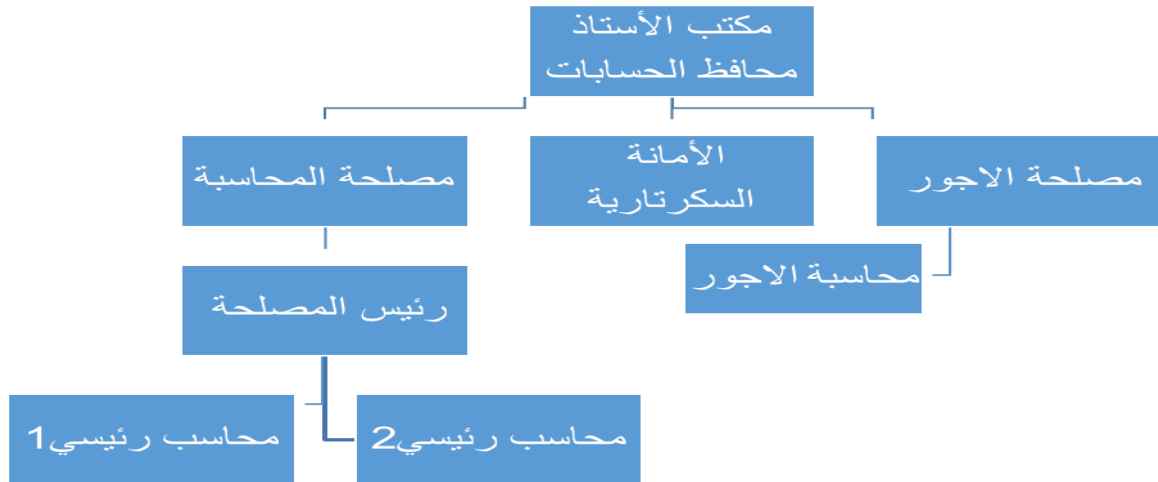 مكتب الأستاذ
محافظ الحسابات
مصلحة الاجور
الأمانة
السكرتارية
مصلحة المحاسبة
محاسبة الاجور
رئيس المصلحة
محاسب رئيسي2
محاسب رئيسي1